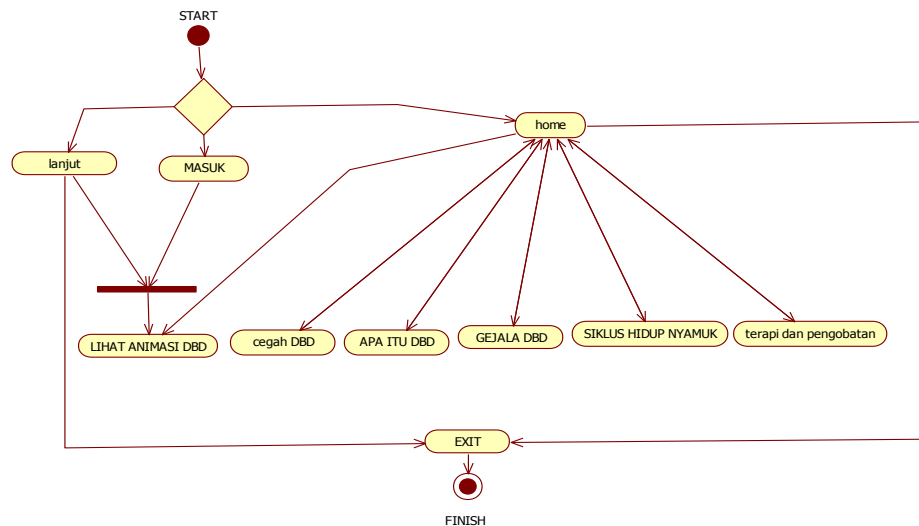 START
home
lanjut
MASUK
LIHAT ANIMASI DBD
cegah DBD
APA ITU DBD
GEJALA DBD
SIKLUS HIDUP NYAMUK
terapi dan pengobatan
EXIT
FINISH